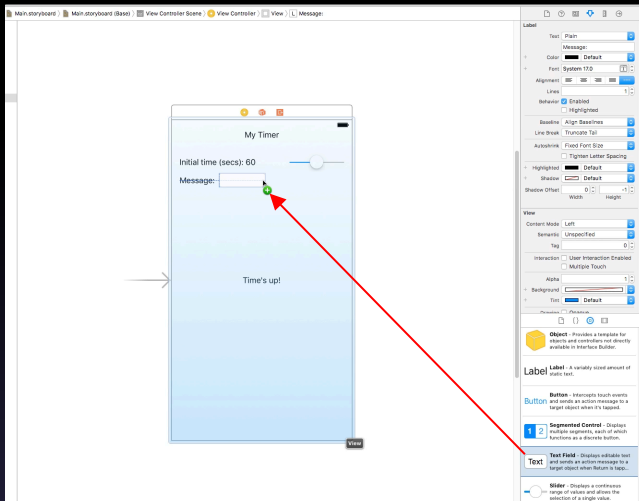 Main.storyboard 〉 Main.storyboard (Base) 〉 View Controller Scene 〉 View Controller 〉 View 〉 L Message:
Label
Text Plain
Message:
Color Default
Font System 17.0
Alignment
Lines 1
Behavior Enabled
Highlighted
Baseline Align Baselines
Line Break Truncate Tail
Autoshrink Fixed Font Size
Tighten Letter Spacing
Highlighted Default
Shadow Default
Shadow Offset 0 -1
Width Height
View
Content Mode Left
Semantic Unspecified
Tag 0
Interaction User Interaction Enabled
Multiple Touch
Alpha 1
Background
Tint Default
My Timer
Initial time (secs): 60
Message:
Time's up!
View
Object - Provides a template for
objects and controllers not directly
available in Interface Builder.
Label Label - A variably sized amount of
static text.
Button Button - Intercepts touch events
and sends an action message to a
target object when it's tapped.
1 2 Segmented Control - Displays
multiple segments, each of which
functions as a discrete button.
Text Text Field - Displays editable text
and sends an action message to a
target object when Return is tapp...
Slider - Displays a continuous
range of values and allows the
selection of a single value.